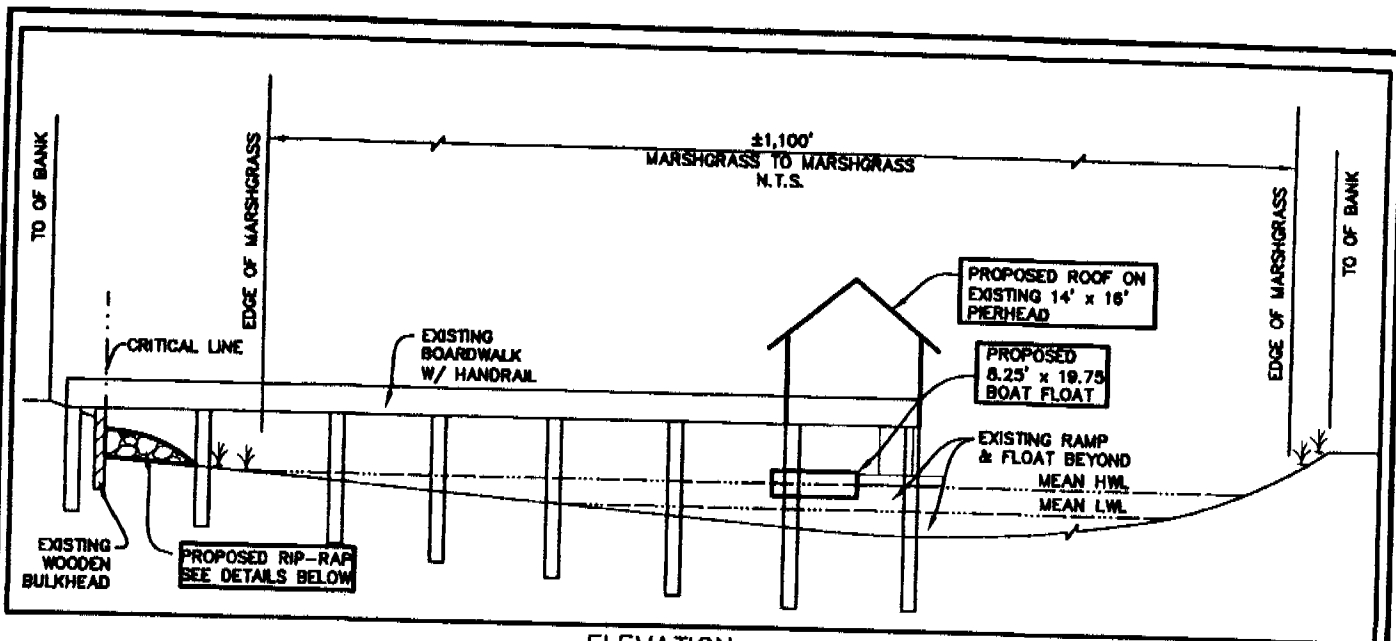 ±1,100'
MARSHGRASS TO MARSHGRASS
N.T.S.
TO OF BANK
EDGE OF MARSHGRASS
EDGE OF MARSHGRASS
TO OF BANK
CRITICAL LINE
EXISTING
BOARDWALK
W/ HANDRAIL
PROPOSED ROOF ON
EXISTING 14' x 16'
PIERHEAD
PROPOSED
8.25' x 19.75
BOAT FLOAT
EXISTING RAMP
& FLOAT BEYOND
MEAN HWL
MEAN LWL
EXISTING
WOODEN
BULKHEAD
PROPOSED RIP-RAP
SEE DETAILS BELOW
ELEVATION